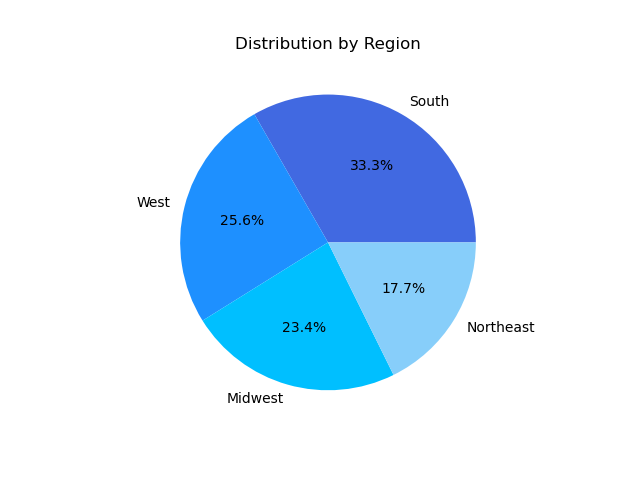 Distribution by Region
South
33.3%
West
25.6%
17.7%
23.4%
Northeast
Midwest